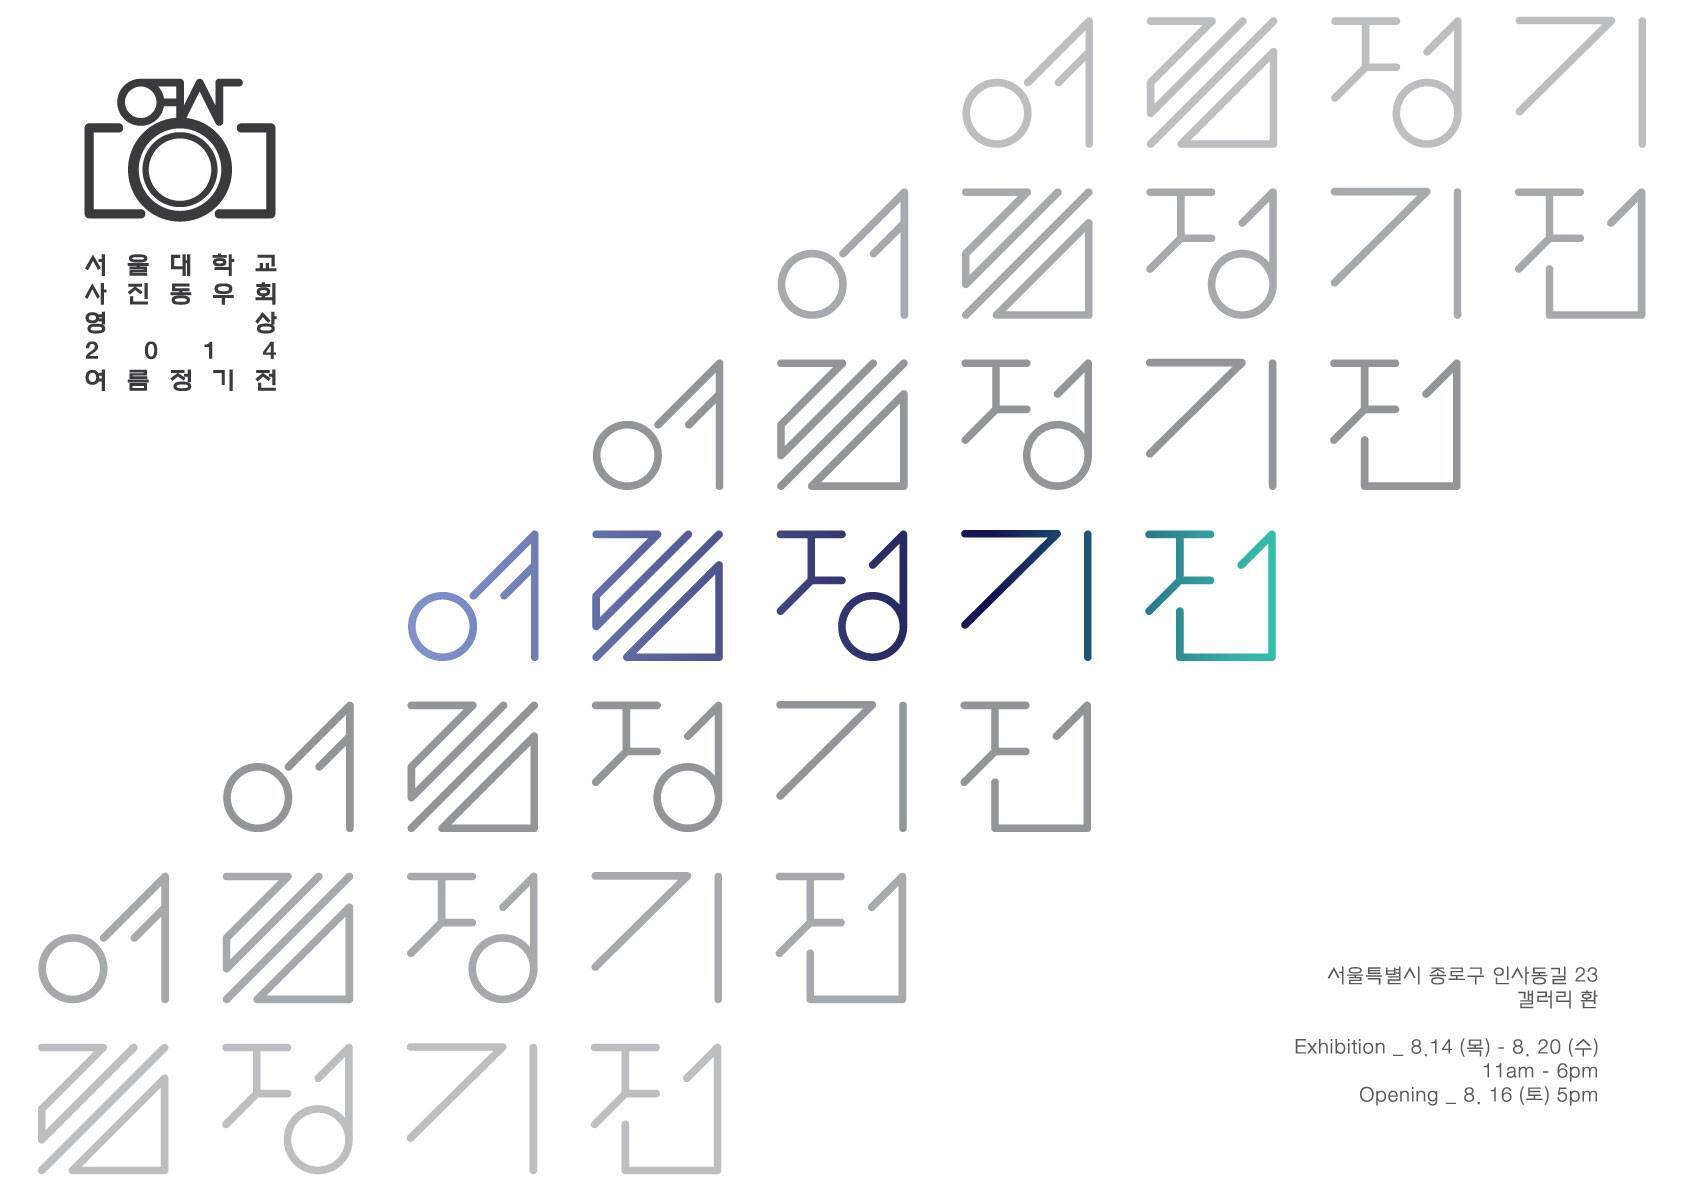 영상
서울대학교
사진동우회
영상
2014
여름정기전
여름정기
여름정기전
여름정기전
여름정기전
여름정기전
여름정기전
름정기전
서울특별시 종로구 인사동길 23
갤러리 환
Exhibition _ 8.14 (목) - 8. 20 (수)
11am - 6pm
Opening _ 8. 16 (토) 5pm